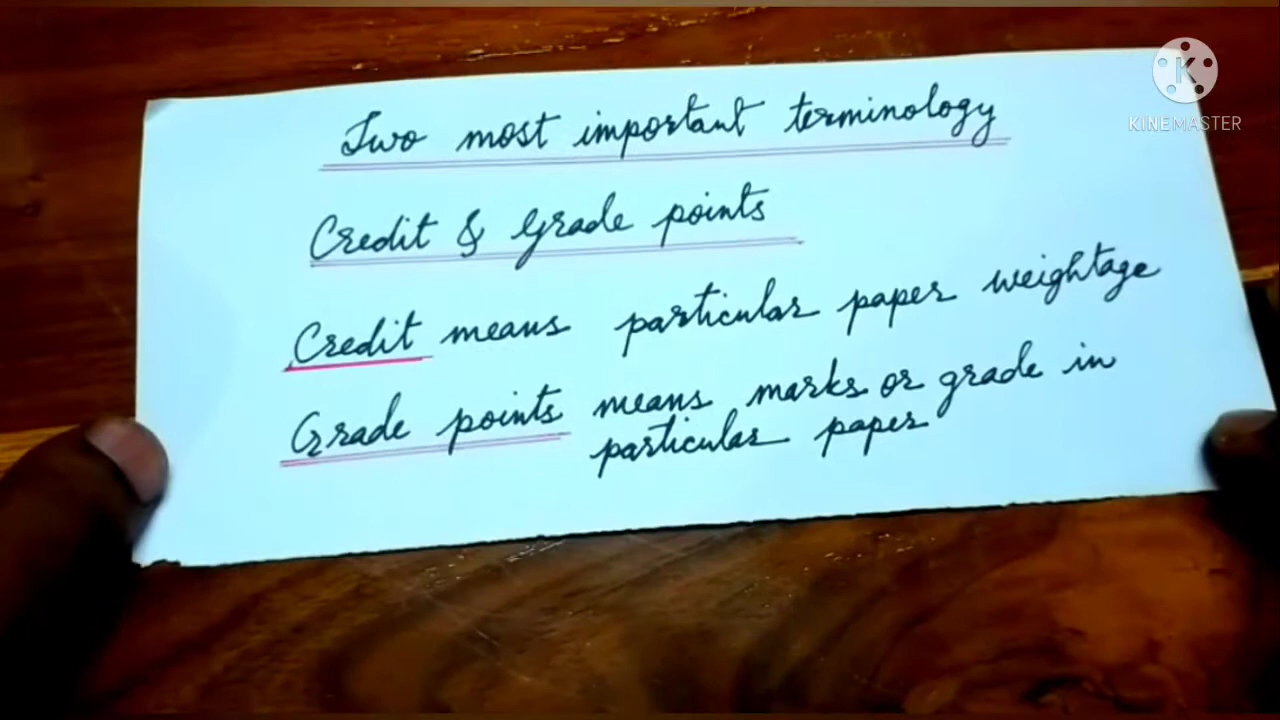 Two most important terminology
Credit & Grade points
Credit means particular paper weightage
Grade points means marks or grade in
particular paper
K
KINEMASTER